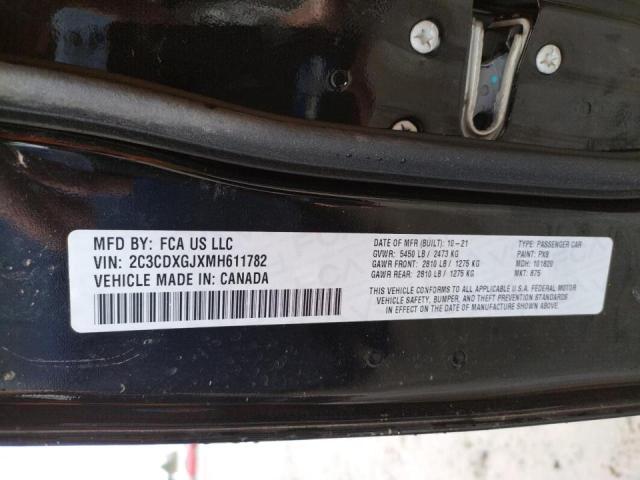 MFD BY: FCA US LLC
VIN: 2C3CDXGJXMH611782
VEHICLE MADE IN: CANADA
DATE OF MFR (BUILT): 10-21
GVWR: 5450 LB / 2473 KG
GAWR FRONT: 2810 LB / 1275 KG
GAWR REAR: 2810 LB / 1275 KG
TYPE: PASSENGER CAR
PAINT: PX8
MDH: 101820
MKT: 875
THIS VEHICLE CONFORMS TO ALL APPLICABLE U.S.A. FEDERAL MOTOR
VEHICLE SAFETY, BUMPER, AND THEFT PREVENTION STANDARDS
IN EFFECT ON THE DATE OF MANUFACTURE SHOWN ABOVE.